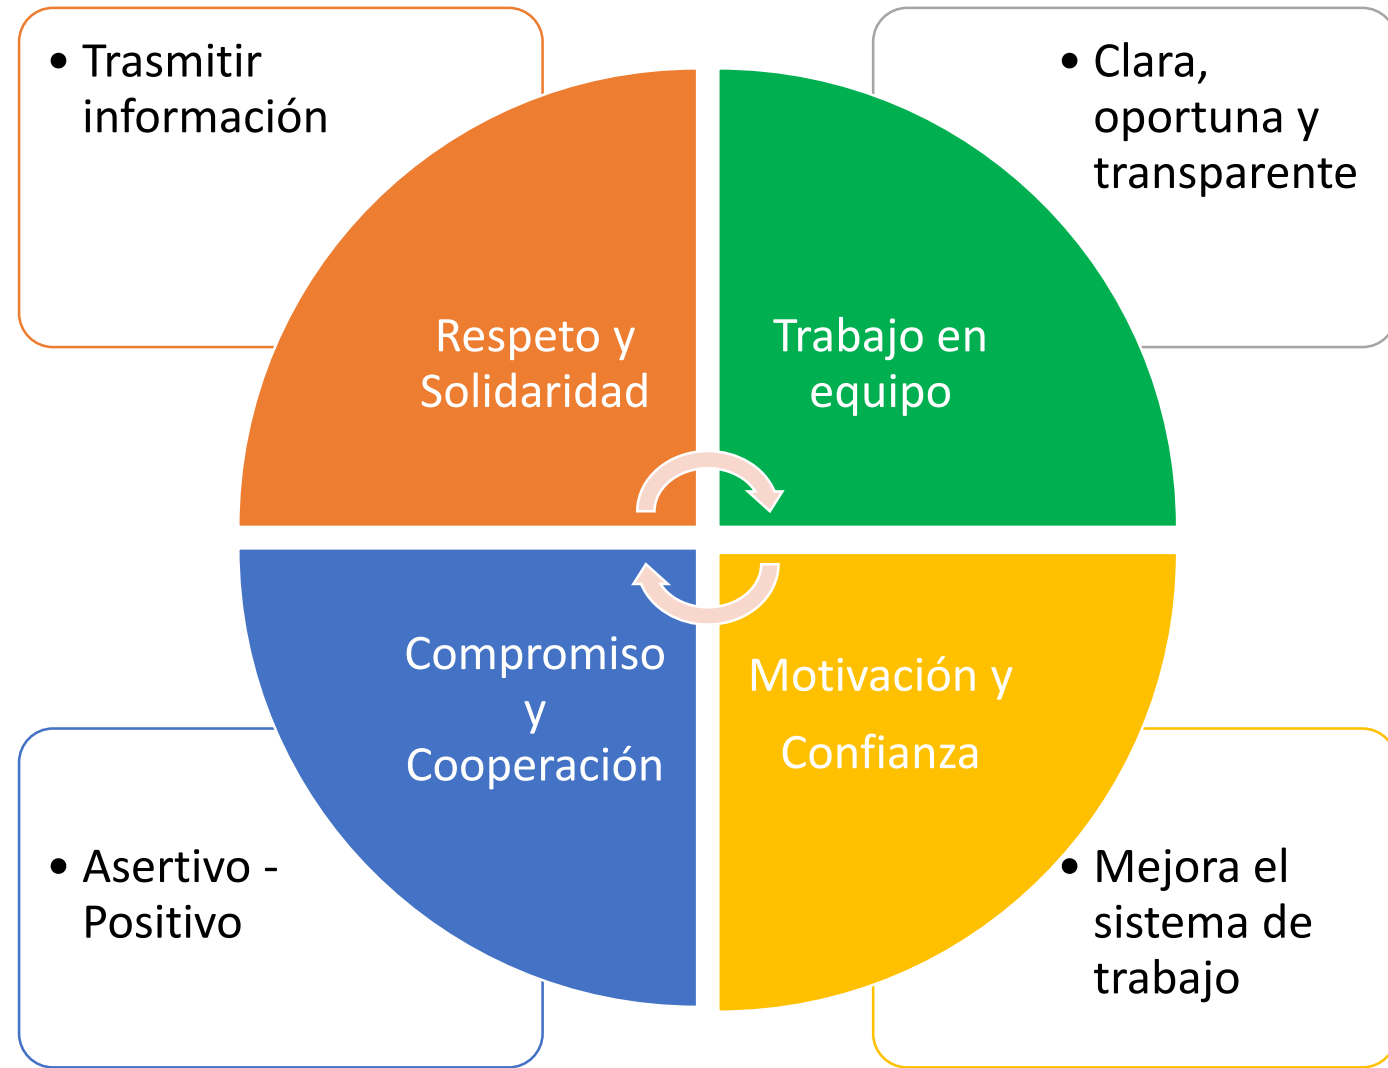 • Trasmitir
información
• Clara,
oportuna y
transparente
Respeto y
Solidaridad
Trabajo en
equipo
Compromiso
y
Cooperación
Motivación y
Confianza
• Asertivo -
Positivo
• Mejora el
sistema de
trabajo